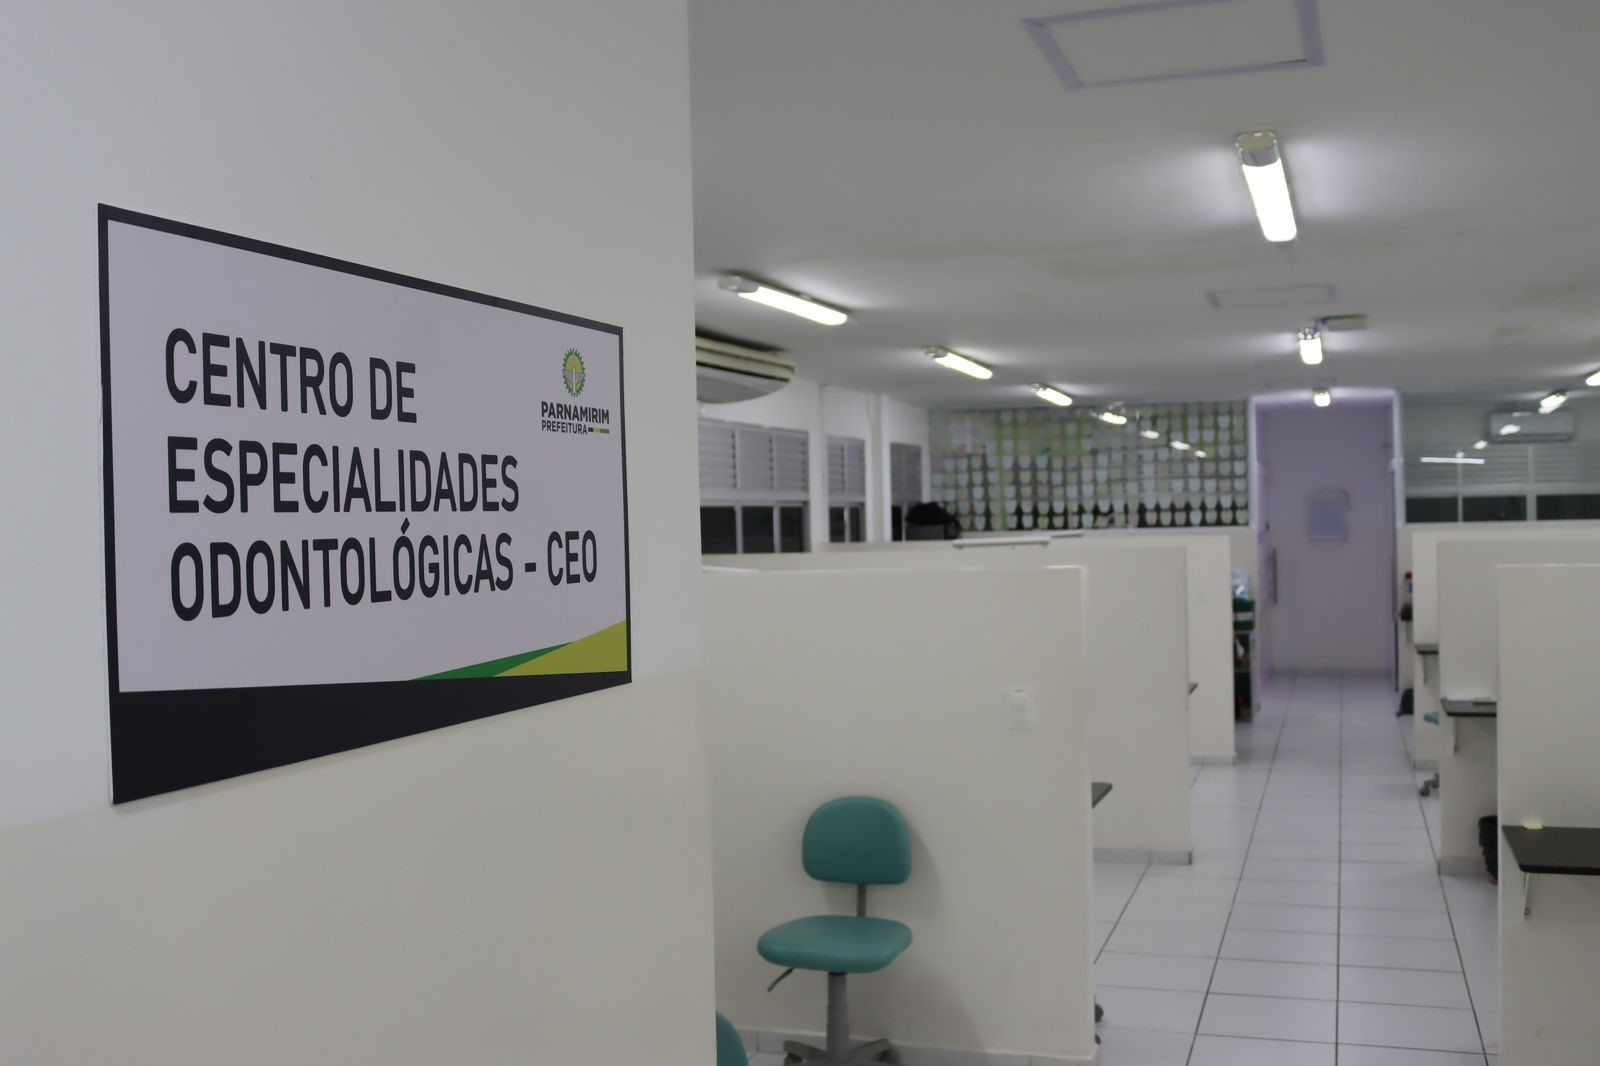 CENTRO DE
ESPECIALIDADES
ODONTOLÓGICAS - CEO
PARNAMIRIM
PREFEITURA